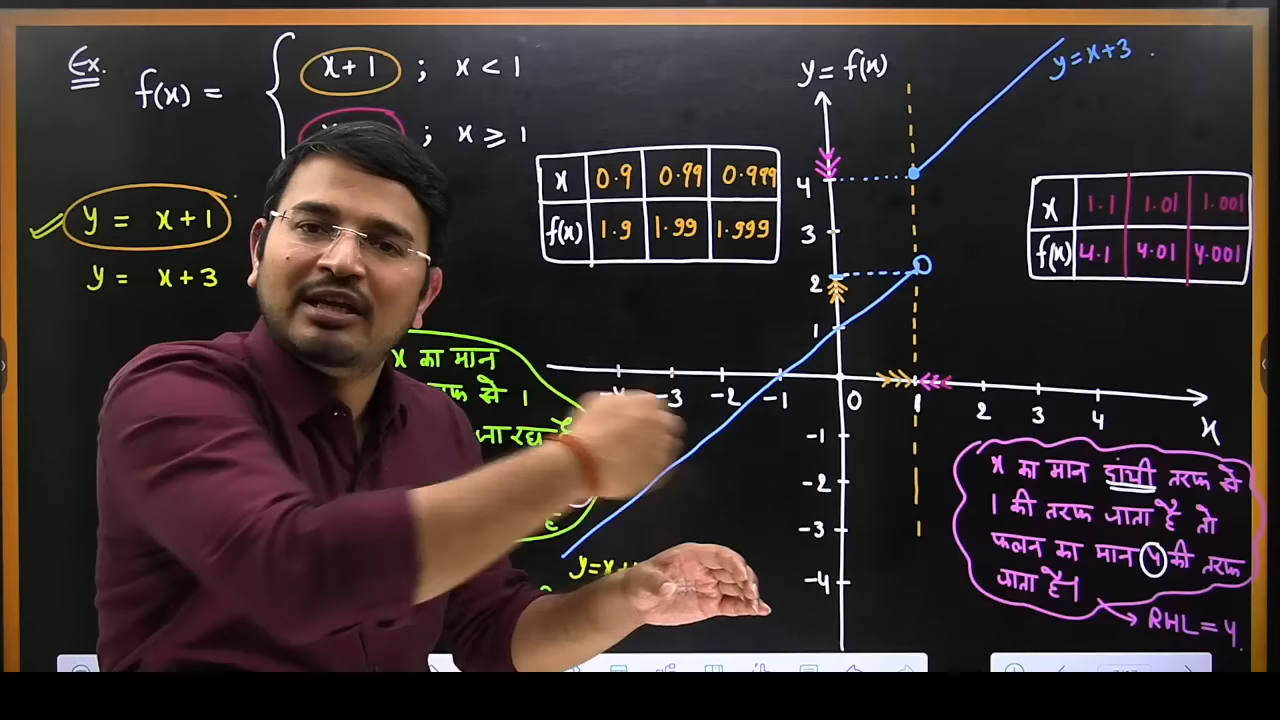 Ex.
f(x) =
x+1 ; x < 1
; x ≥ 1
y = x+1
y = x+3
x 0.9 0.99 0.999
f(x) 1.9 1.99 1.999
y = f(x)
y = x+3
x 1.1 1.01 1.001
f(x) 4.1 4.01 4.001
4
3
2
1
-4 -3 -2 -1 0 1 2 3 4
x
-1
-2
-3
-4
x का मान
से 1
जा रहा है
है
x का मान डांयी तरफ से
1 की तरफ जाता है तो
फलन का मान 4 की तरफ
जाता है।
RHL = 4